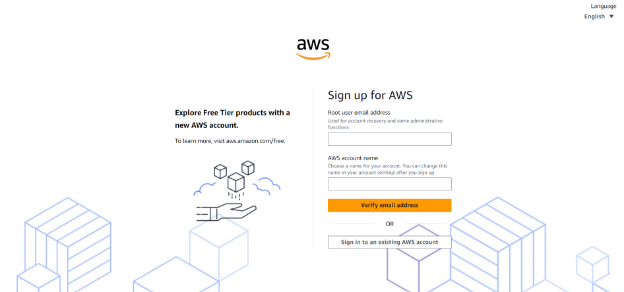 Language
English
aws
Explore Free Tier products with a
new AWS account.
To learn more, visit aws.amazon.com/free.
Sign up for AWS
Root user email address
Used for account recovery and some administrative
functions
AWS account name
Choose a name for your account. You can change this
name in your account settings after you sign up.
Verify email address
OR
Sign in to an existing AWS account